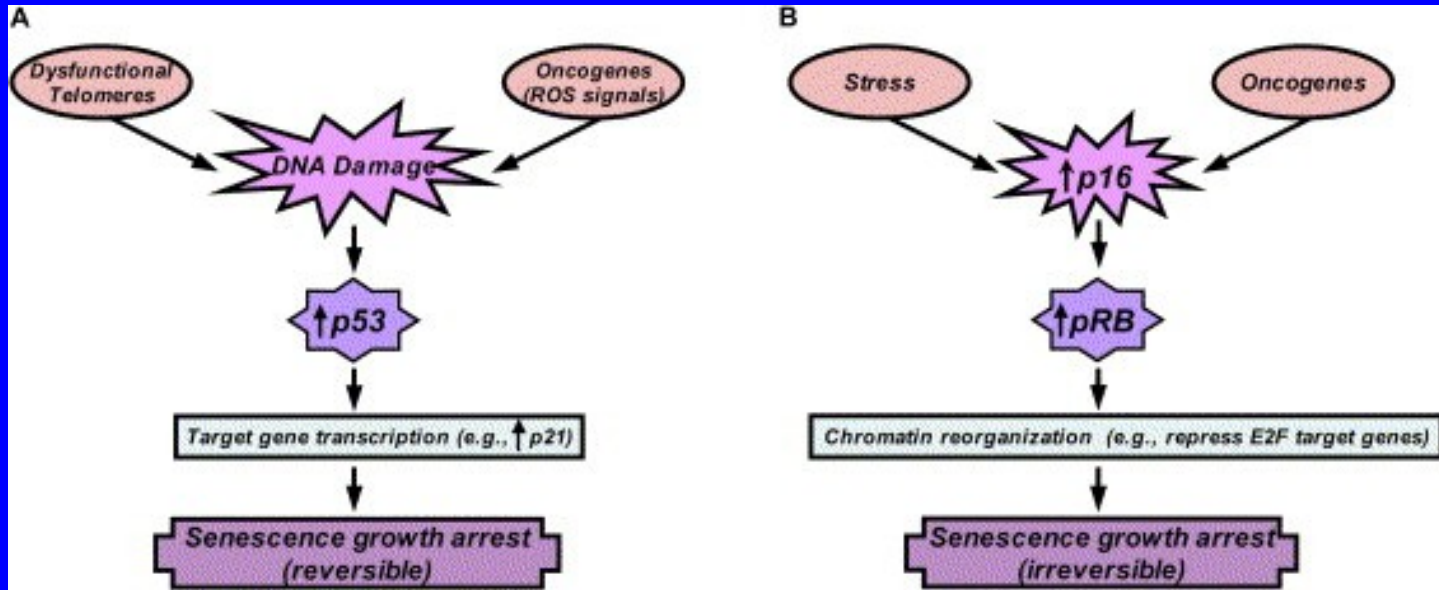 A
Dysfunctional
Telomeres
Oncogenes
(ROS signals)
DNA Damage
↑p53
Target gene transcription (e.g., ↑ p21)
Senescence growth arrest
(reversible)
B
Stress
Oncogenes
↑p16
↑pRB
Chromatin reorganization (e.g., repress E2F target genes)
Senescence growth arrest
(irreversible)